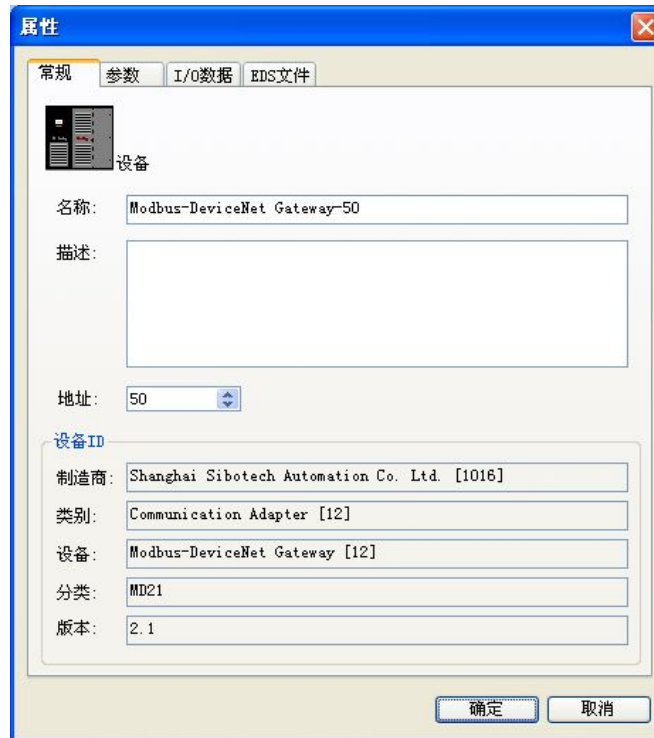 属性
常规 参数 I/O数据 EDS文件
设备
名称: Modbus-DeviceNet Gateway-50
描述:
地址: 50
设备ID
制造商: Shanghai Sibotech Automation Co. Ltd. [1016]
类别: Communication Adapter [12]
设备: Modbus-DeviceNet Gateway [12]
分类: MD21
版本: 2.1
确定 取消